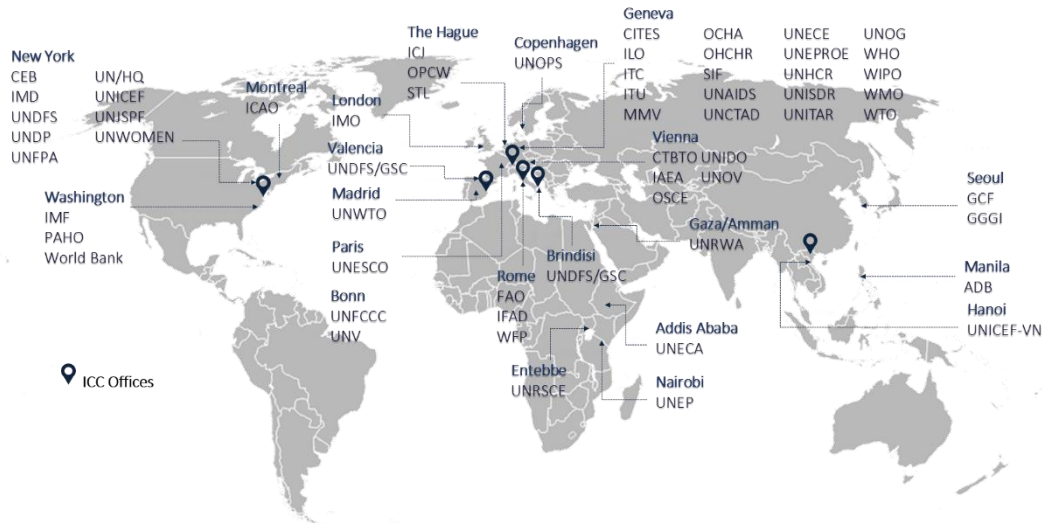 New York
CEB UN/HQ
IMD UNICEF
UNDFS UNJSPF
UNDP UNWOMEN
UNFPA
Montreal
ICAO
Washington
IMF
PAHO
World Bank
The Hague
ICJ
OPCW
STL
London
IMO
Valencia
UNDFS/GSC
Madrid
UNWTO
Paris
UNESCO
Bonn
UNFCCC
UNV
Copenhagen
UNOPS
Geneva
CITES OCHA UNECE UNOG
ILO OHCHR UNEPROE WHO
ITC SIF UNHCR WIPO
ITU UNAIDS UNISDR WMO
MMV UNCTAD UNITAR WTO
Vienna
CTBTO UNIDO
IAEA UNOV
OSCE
Gaza/Amman
UNRWA
Rome
FAO
IFAD
WFP
Brindisi
UNDFS/GSC
Entebbe
UNRSCE
Addis Ababa
UNECA
Nairobi
UNEP
Seoul
GCF
GGGI
Manila
ADB
Hanoi
UNICEF-VN
ICC Offices